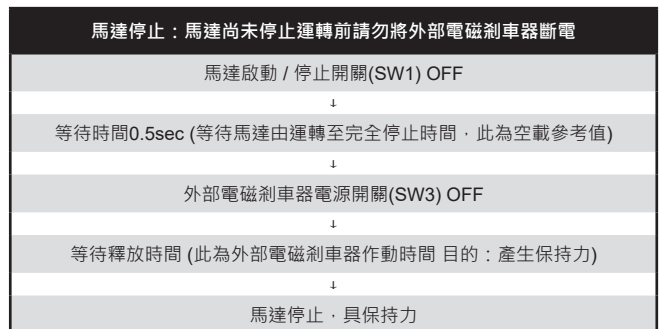 馬達停止：馬達尚未停止運轉前請勿將外部電磁剎車器斷電
馬達啟動 / 停止開關(SW1) OFF
↓
等待時間0.5sec (等待馬達由運轉至完全停止時間，此為空載參考值)
↓
外部電磁剎車器電源開關(SW3) OFF
↓
等待釋放時間 (此為外部電磁剎車器作動時間 目的：產生保持力)
↓
馬達停止，具保持力